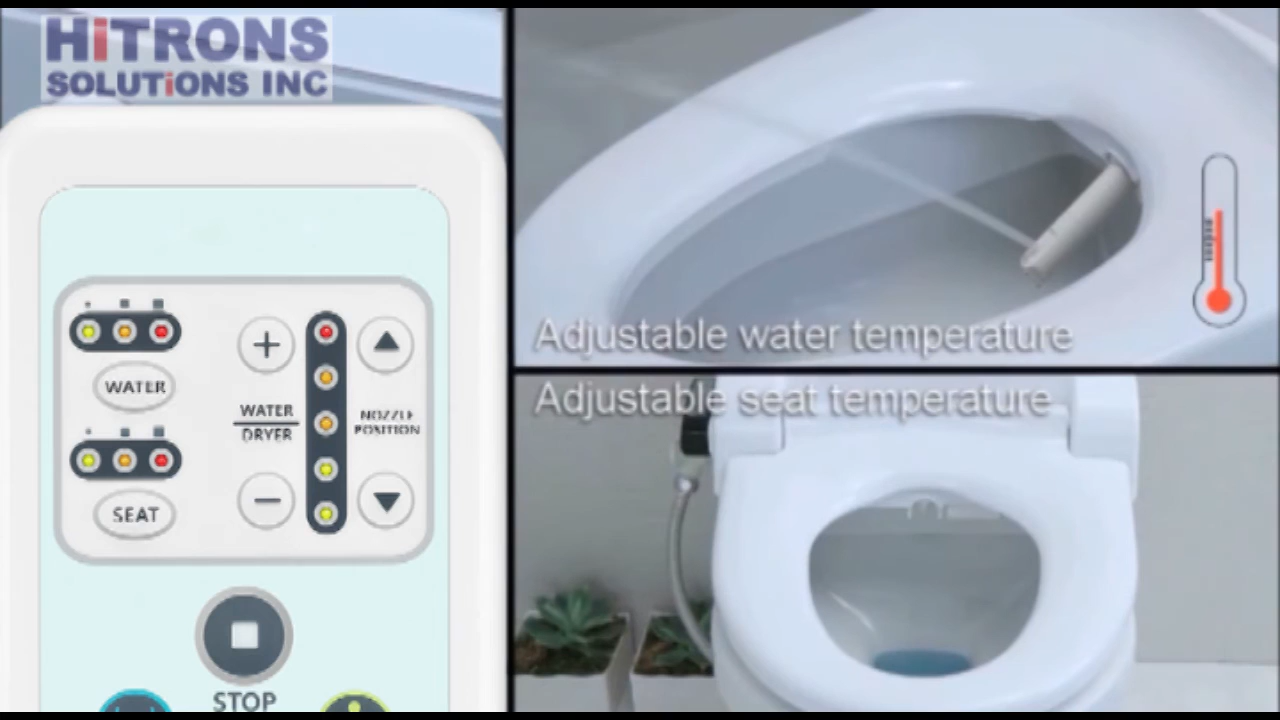 HiTRONS
SOLUTiONS INC
WATER
SEAT
+
WATER
DRYER
−
NOZZLE
POSITION
STOP
Adjustable water temperature
Adjustable seat temperature